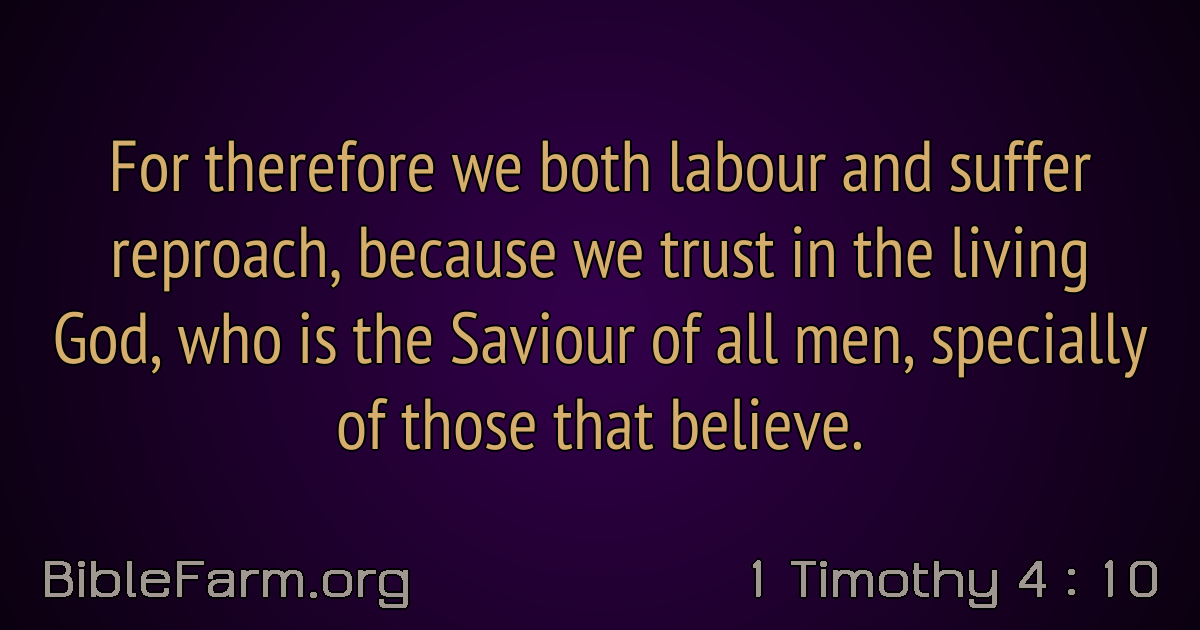 For therefore we both labour and suffer
reproach, because we trust in the living
God, who is the Saviour of all men, specially
of those that believe.
BibleFarm.org
1 Timothy 4 : 10